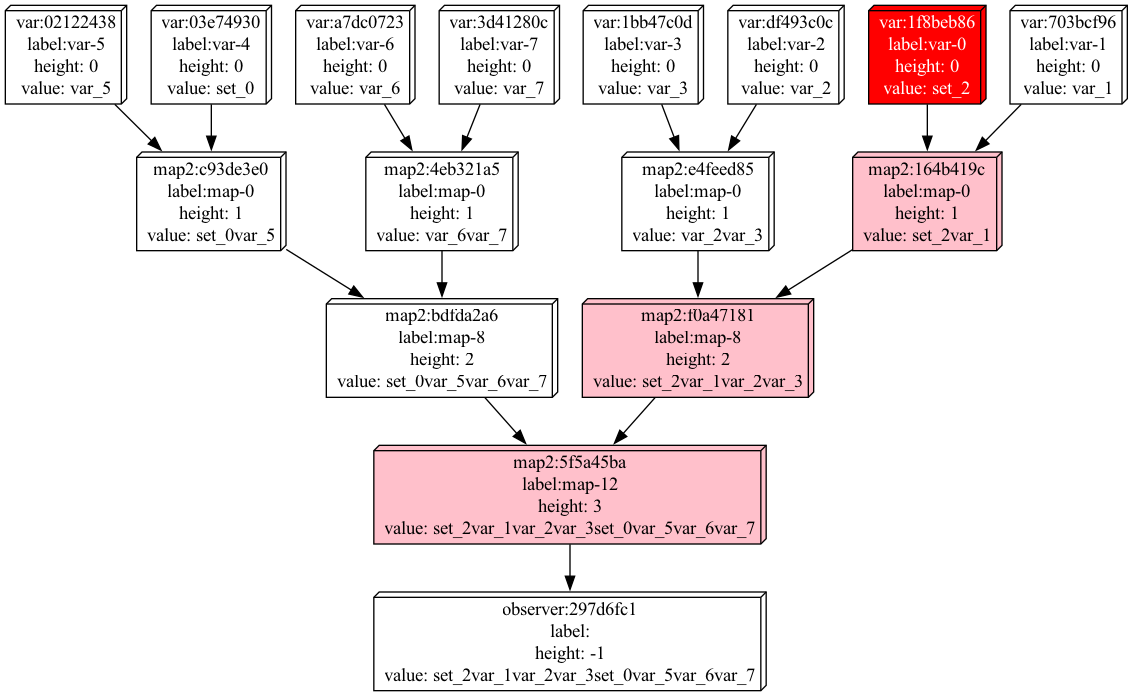 var:02122438
label:var-5
height: 0
value: var_5
var:03e74930
label:var-4
height: 0
value: set_0
var:a7dc0723
label:var-6
height: 0
value: var_6
var:3d41280c
label:var-7
height: 0
value: var_7
var:1bb47c0d
label:var-3
height: 0
value: var_3
var:df493c0c
label:var-2
height: 0
value: var_2
var:1f8beb86
label:var-0
height: 0
value: set_2
var:703bcf96
label:var-1
height: 0
value: var_1
map2:c93de3e0
label:map-0
height: 1
value: set_0var_5
map2:4eb321a5
label:map-0
height: 1
value: var_6var_7
map2:e4feed85
label:map-0
height: 1
value: var_2var_3
map2:164b419c
label:map-0
height: 1
value: set_2var_1
map2:bdfda2a6
label:map-8
height: 2
value: set_0var_5var_6var_7
map2:f0a47181
label:map-8
height: 2
value: set_2var_1var_2var_3
map2:5f5a45ba
label:map-12
height: 3
value: set_2var_1var_2var_3set_0var_5var_6var_7
observer:297d6fc1
label:
height: -1
value: set_2var_1var_2var_3set_0var_5var_6var_7